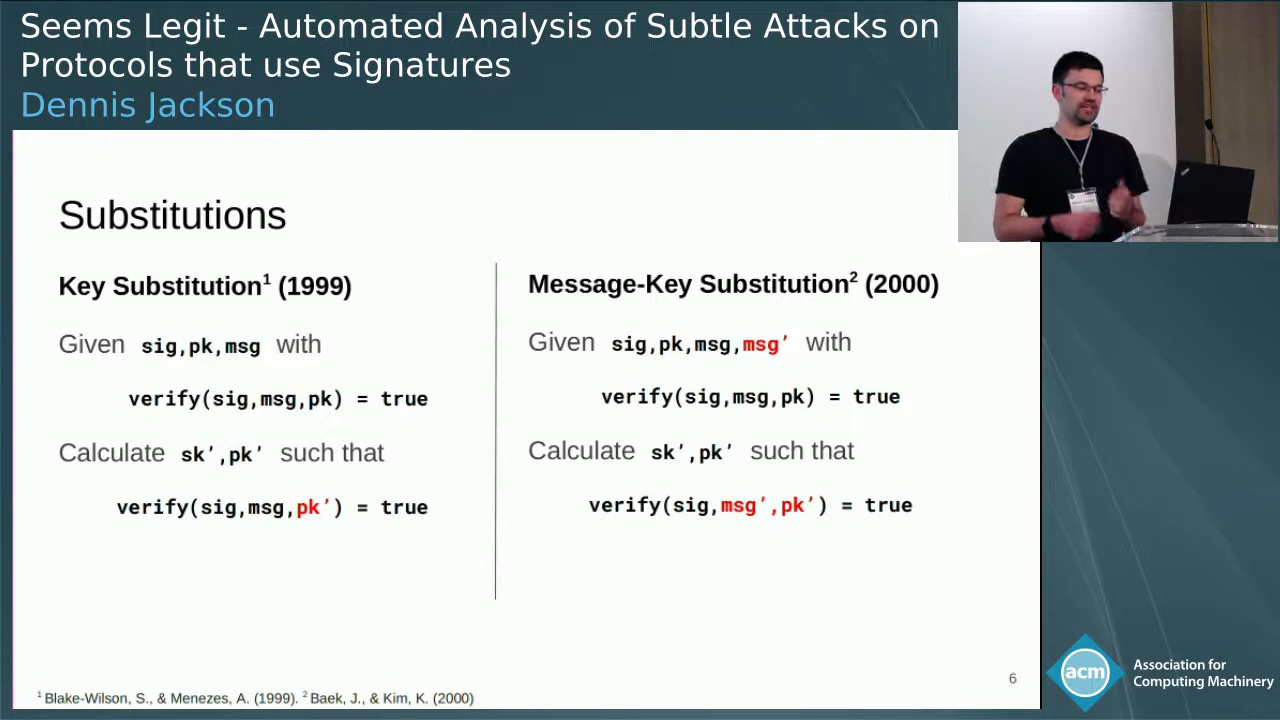 Seems Legit - Automated Analysis of Subtle Attacks on
Protocols that use Signatures
Dennis Jackson
Substitutions
Key Substitution¹ (1999)
Given sig,pk,msg with
verify(sig,msg,pk) = true
Calculate sk’,pk’ such that
verify(sig,msg,pk’) = true
Message-Key Substitution² (2000)
Given sig,pk,msg,msg’ with
verify(sig,msg,pk) = true
Calculate sk’,pk’ such that
verify(sig,msg’,pk’) = true
6
¹ Blake-Wilson, S., & Menezes, A. (1999). ² Baek, J., & Kim, K. (2000)
acm
Association for
Computing Machinery